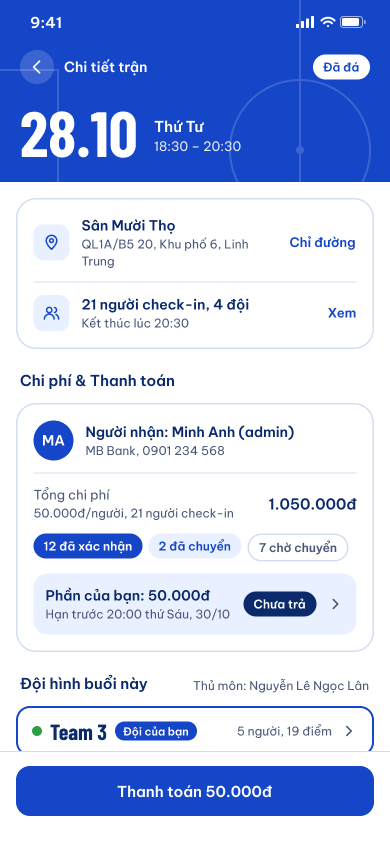 9:41
Chi tiết trận
Đã đá
28.10
Thứ Tư
18:30 – 20:30
Sân Mười Thọ
QL1A/B5 20, Khu phố 6, Linh
Trung
Chỉ đường
21 người check-in, 4 đội
Kết thúc lúc 20:30
Xem
Chi phí & Thanh toán
MA
Người nhận: Minh Anh (admin)
MB Bank, 0901 234 568
Tổng chi phí
50.000đ/người, 21 người check-in
1.050.000đ
12 đã xác nhận
2 đã chuyển
7 chờ chuyển
Phần của bạn: 50.000đ
Hạn trước 20:00 thứ Sáu, 30/10
Chưa trả
Đội hình buổi này
Thủ môn: Nguyễn Lê Ngọc Lân
Team 3
Đội của bạn
5 người, 19 điểm
Thanh toán 50.000đ